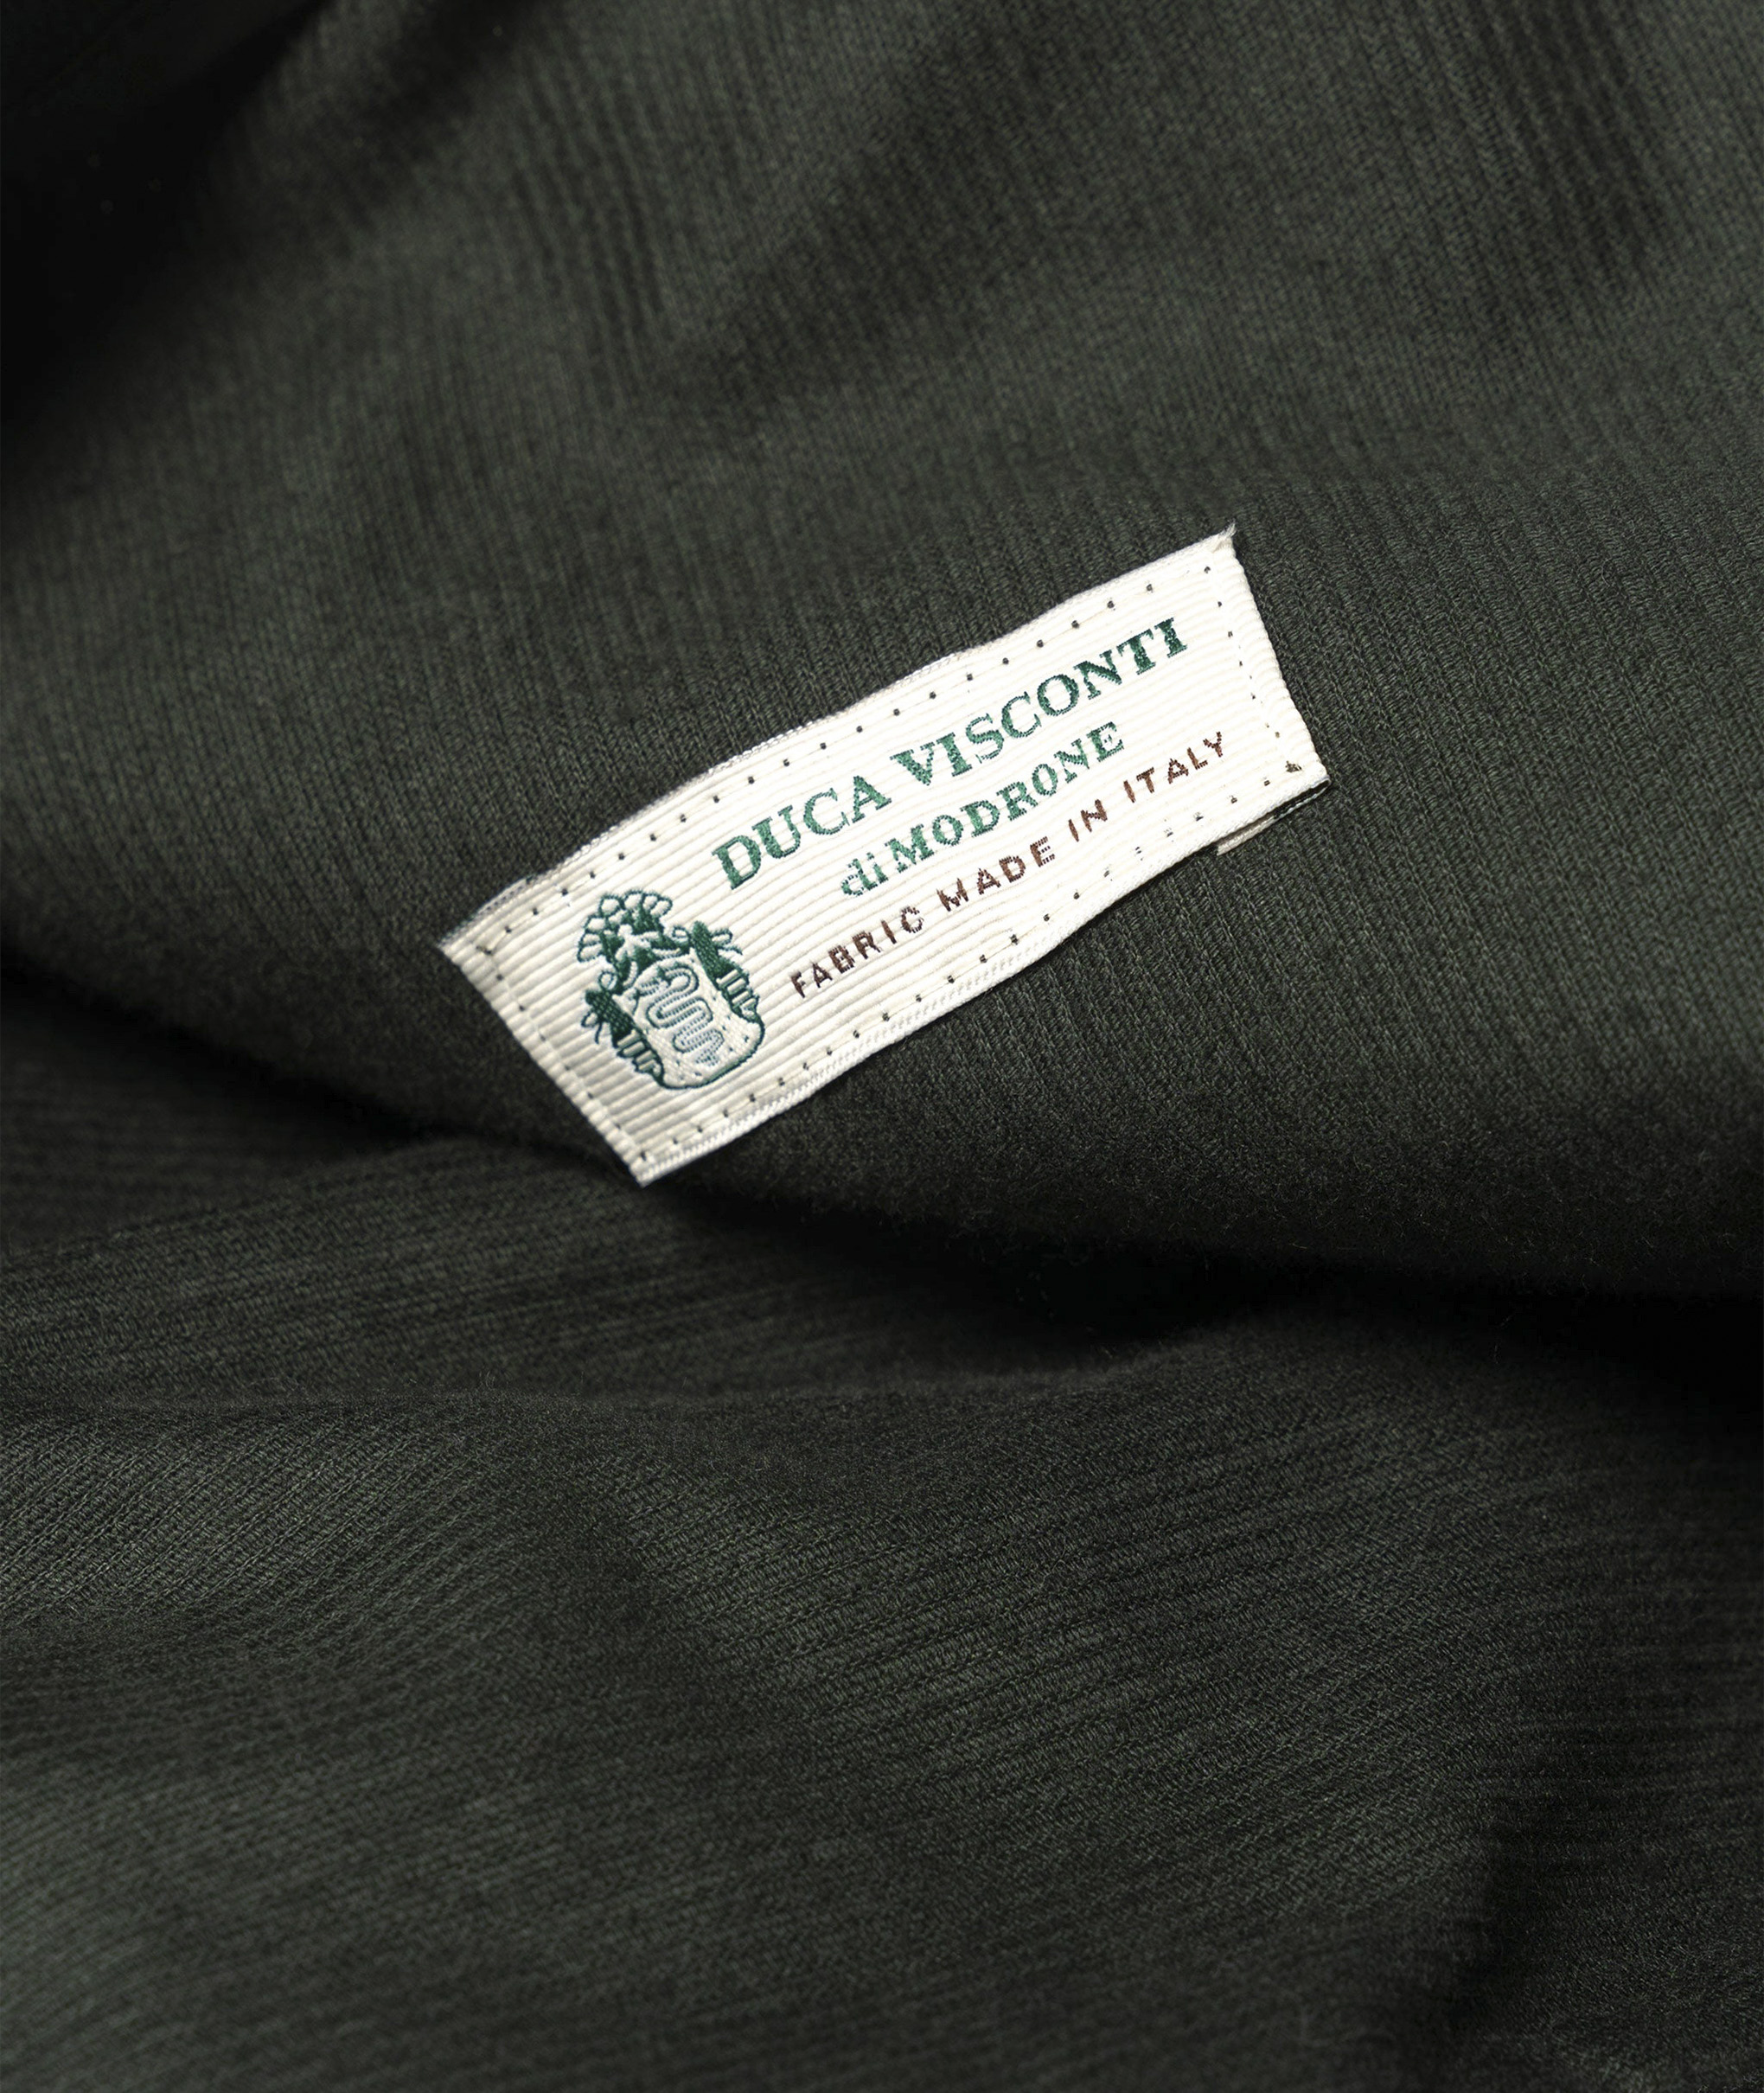 DUCA VISCONTI
di MODRONE
FABRIC MADE IN ITALY